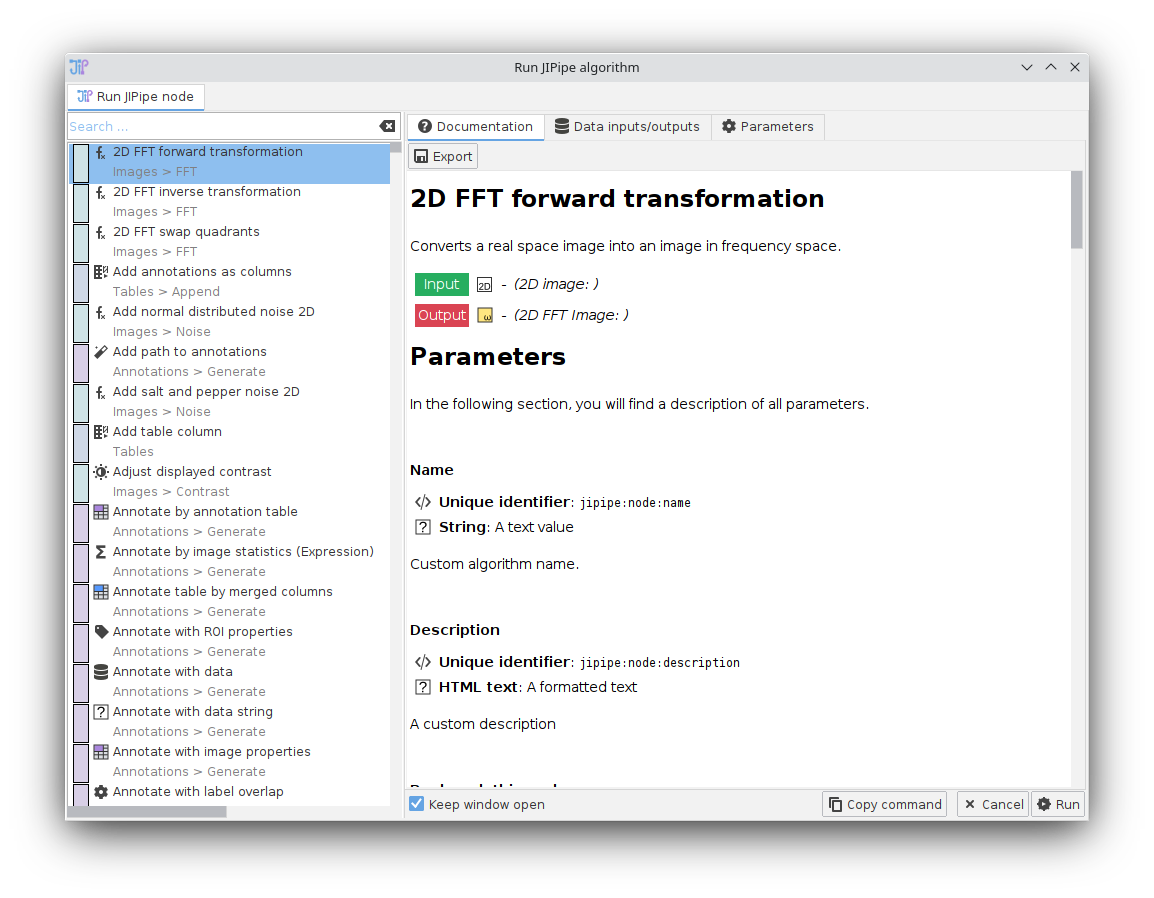 Run JIPipe algorithm
Run JIPipe node
Search ...
2D FFT forward transformation
Images > FFT
2D FFT inverse transformation
Images > FFT
2D FFT swap quadrants
Images > FFT
Add annotations as columns
Tables > Append
Add normal distributed noise 2D
Images > Noise
Add path to annotations
Annotations > Generate
Add salt and pepper noise 2D
Images > Noise
Add table column
Tables
Adjust displayed contrast
Images > Contrast
Annotate by annotation table
Annotations > Generate
Annotate by image statistics (Expression)
Annotations > Generate
Annotate table by merged columns
Annotations > Generate
Annotate with ROI properties
Annotations > Generate
Annotate with data
Annotations > Generate
Annotate with data string
Annotations > Generate
Annotate with image properties
Annotations > Generate
Annotate with label overlap
Documentation Data inputs/outputs Parameters
Export
2D FFT forward transformation
Converts a real space image into an image in frequency space.
Input 2D - (2D image: )
Output ω - (2D FFT Image: )
Parameters
In the following section, you will find a description of all parameters.
Name
</> Unique identifier: jipipe:node:name
? String: A text value
Custom algorithm name.
Description
</> Unique identifier: jipipe:node:description
? HTML text: A formatted text
A custom description
Keep window open
Copy command Cancel Run